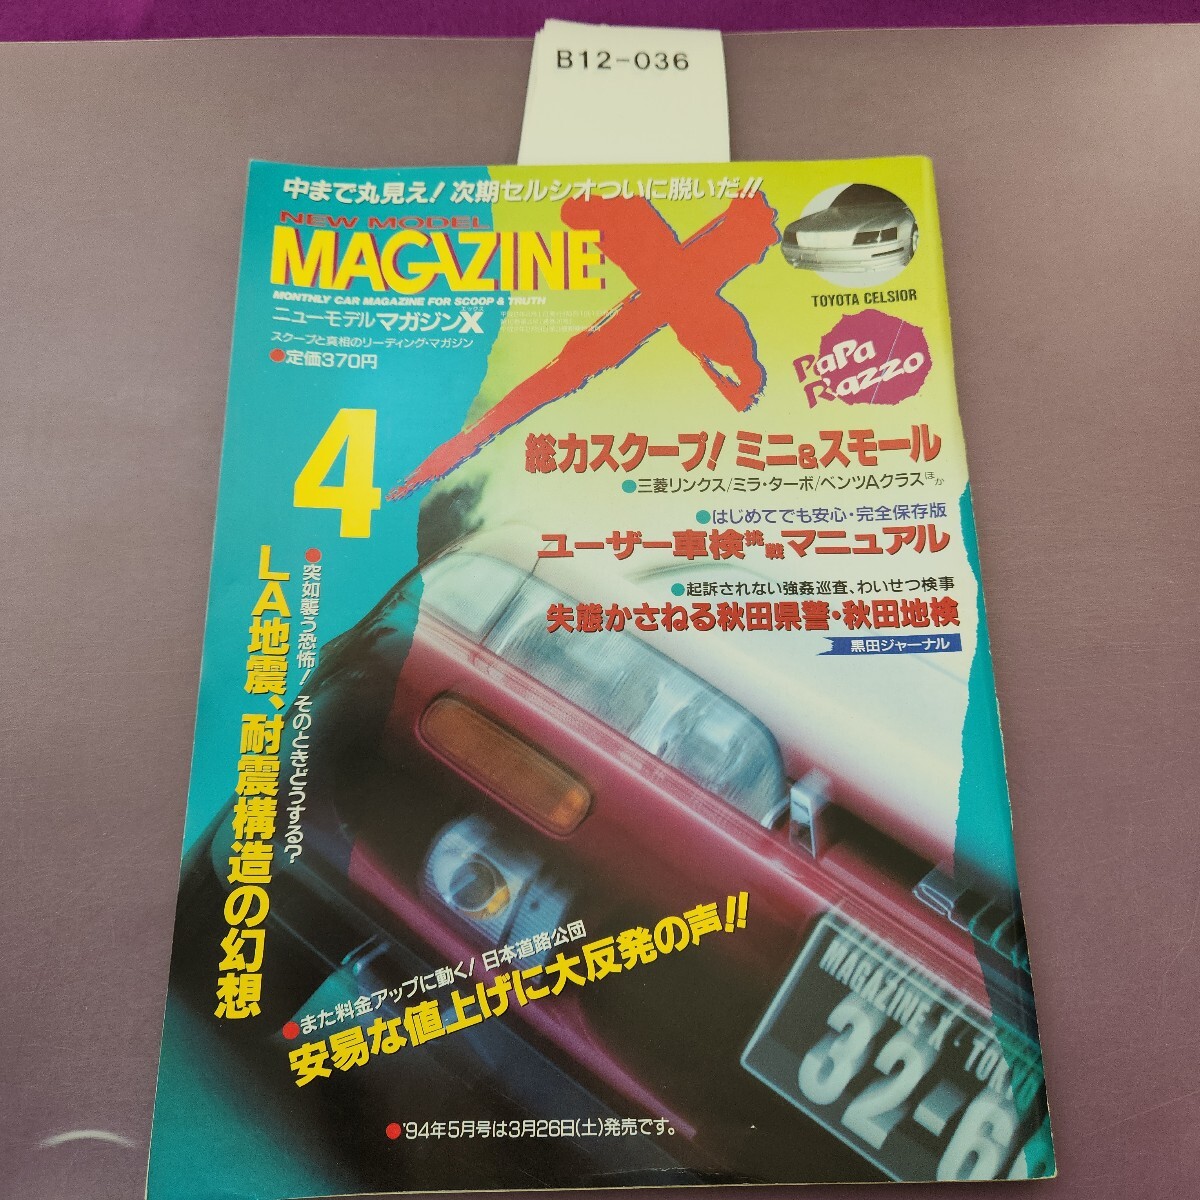 B12-036
中まで丸見え！次期セルシオついに脱いだ!!
NEW MODEL
MAGAZINE X
MONTHLY CAR MAGAZINE FOR SCOOP & TRUTH
エックス
ニューモデルマガジンX
スクープと真相のリーディング・マガジン
●定価370円
TOYOTA CELSIOR
PaPa
Razzo
4
総力スクープ！ミニ&スモール
●三菱リンクス/ミラ・ターボ/ベンツAクラスほか
●はじめてでも安心・完全保存版
ユーザー車検挑戦マニュアル
●起訴されない強姦巡査、わいせつ検事
失態かさねる秋田県警・秋田地検
黒田ジャーナル
●突如襲う恐怖！そのときどうする？
LA地震、耐震構造の幻想
●また料金アップに動く！日本道路公団
安易な値上げに大反発の声!!
MAGAZINE X TOKYO
32-6
●'94年5月号は3月26日(土)発売です。